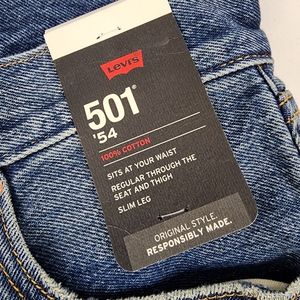 Levi's
501®
'54
100% COTTON
SITS AT YOUR WAIST
REGULAR THROUGH THE
SEAT AND THIGH
SLIM LEG
ORIGINAL STYLE.
RESPONSIBLY MADE.